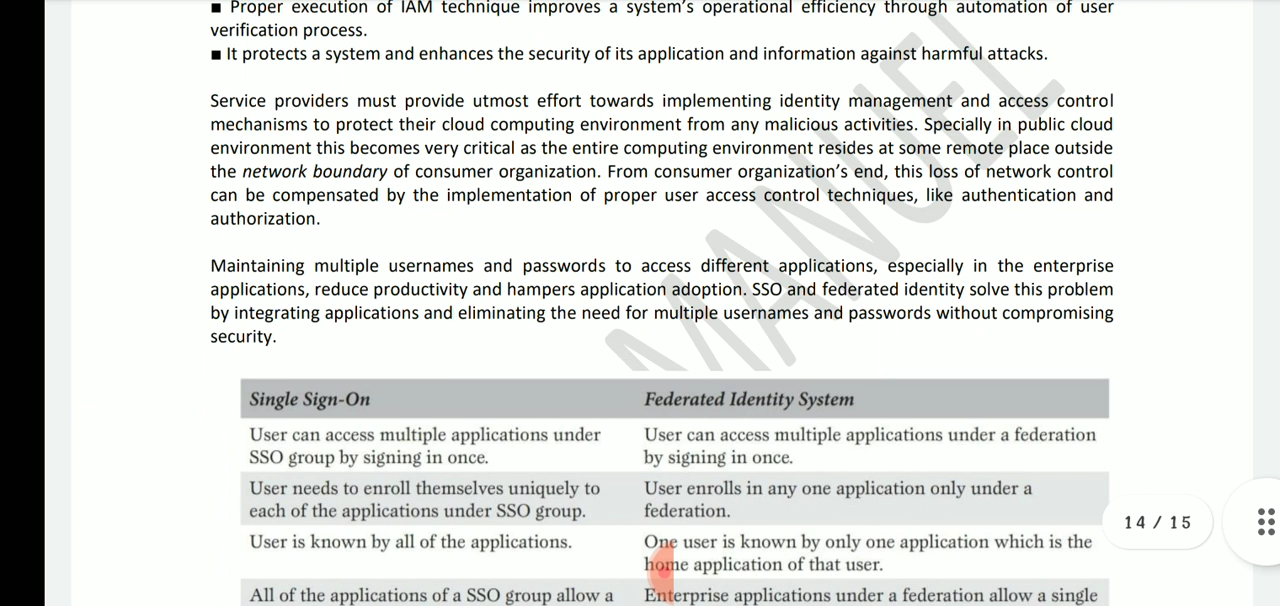 ■ Proper execution of IAM technique improves a system's operational efficiency through automation of user
verification process.
■ It protects a system and enhances the security of its application and information against harmful attacks.
Service providers must provide utmost effort towards implementing identity management and access control
mechanisms to protect their cloud computing environment from any malicious activities. Specially in public cloud
environment this becomes very critical as the entire computing environment resides at some remote place outside
the network boundary of consumer organization. From consumer organization's end, this loss of network control
can be compensated by the implementation of proper user access control techniques, like authentication and
authorization.
Maintaining multiple usernames and passwords to access different applications, especially in the enterprise
applications, reduce productivity and hampers application adoption. SSO and federated identity solve this problem
by integrating applications and eliminating the need for multiple usernames and passwords without compromising
security.
MANUEL
Single Sign-On Federated Identity System
User can access multiple applications under User can access multiple applications under a federation
SSO group by signing in once. by signing in once.
User needs to enroll themselves uniquely to User enrolls in any one application only under a
each of the applications under SSO group. federation.
14 / 15
User is known by all of the applications. One user is known by only one application which is the
home application of that user.
All of the applications of a SSO group allow a Enterprise applications under a federation allow a single